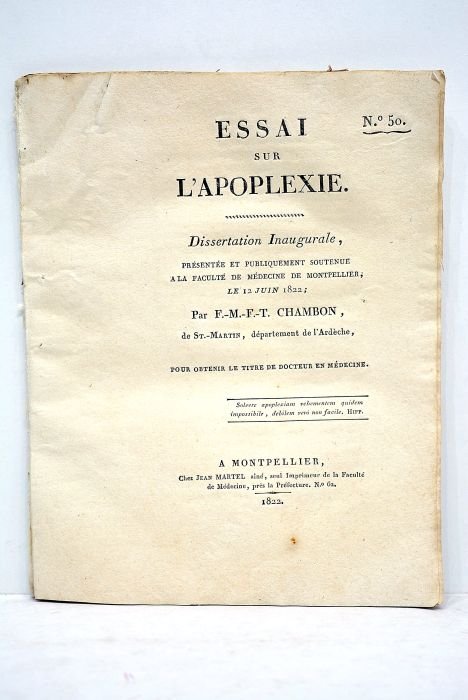 N.º 50.
ESSAI
SUR
L'APOPLEXIE.
Dissertation Inaugurale,
PRÉSENTÉE ET PUBLIQUEMENT SOUTENUE
A LA FACULTÉ DE MÉDECINE DE MONTPELLIER;
LE 12 JUIN 1822;
Par F.-M.-F.-T. CHAMBON,
de ST.-MARTIN, département de l'Ardèche,
POUR OBTENIR LE TITRE DE DOCTEUR EN MÉDECINE.
Solvere apoplexiam vehementem quidem
impossibile, debilem verò non facile. HIPP.
A MONTPELLIER,
Chez JEAN MARTEL aîné, seul Imprimeur de la Faculté
de Médecine, près la Préfecture. N.º 62.
1822.